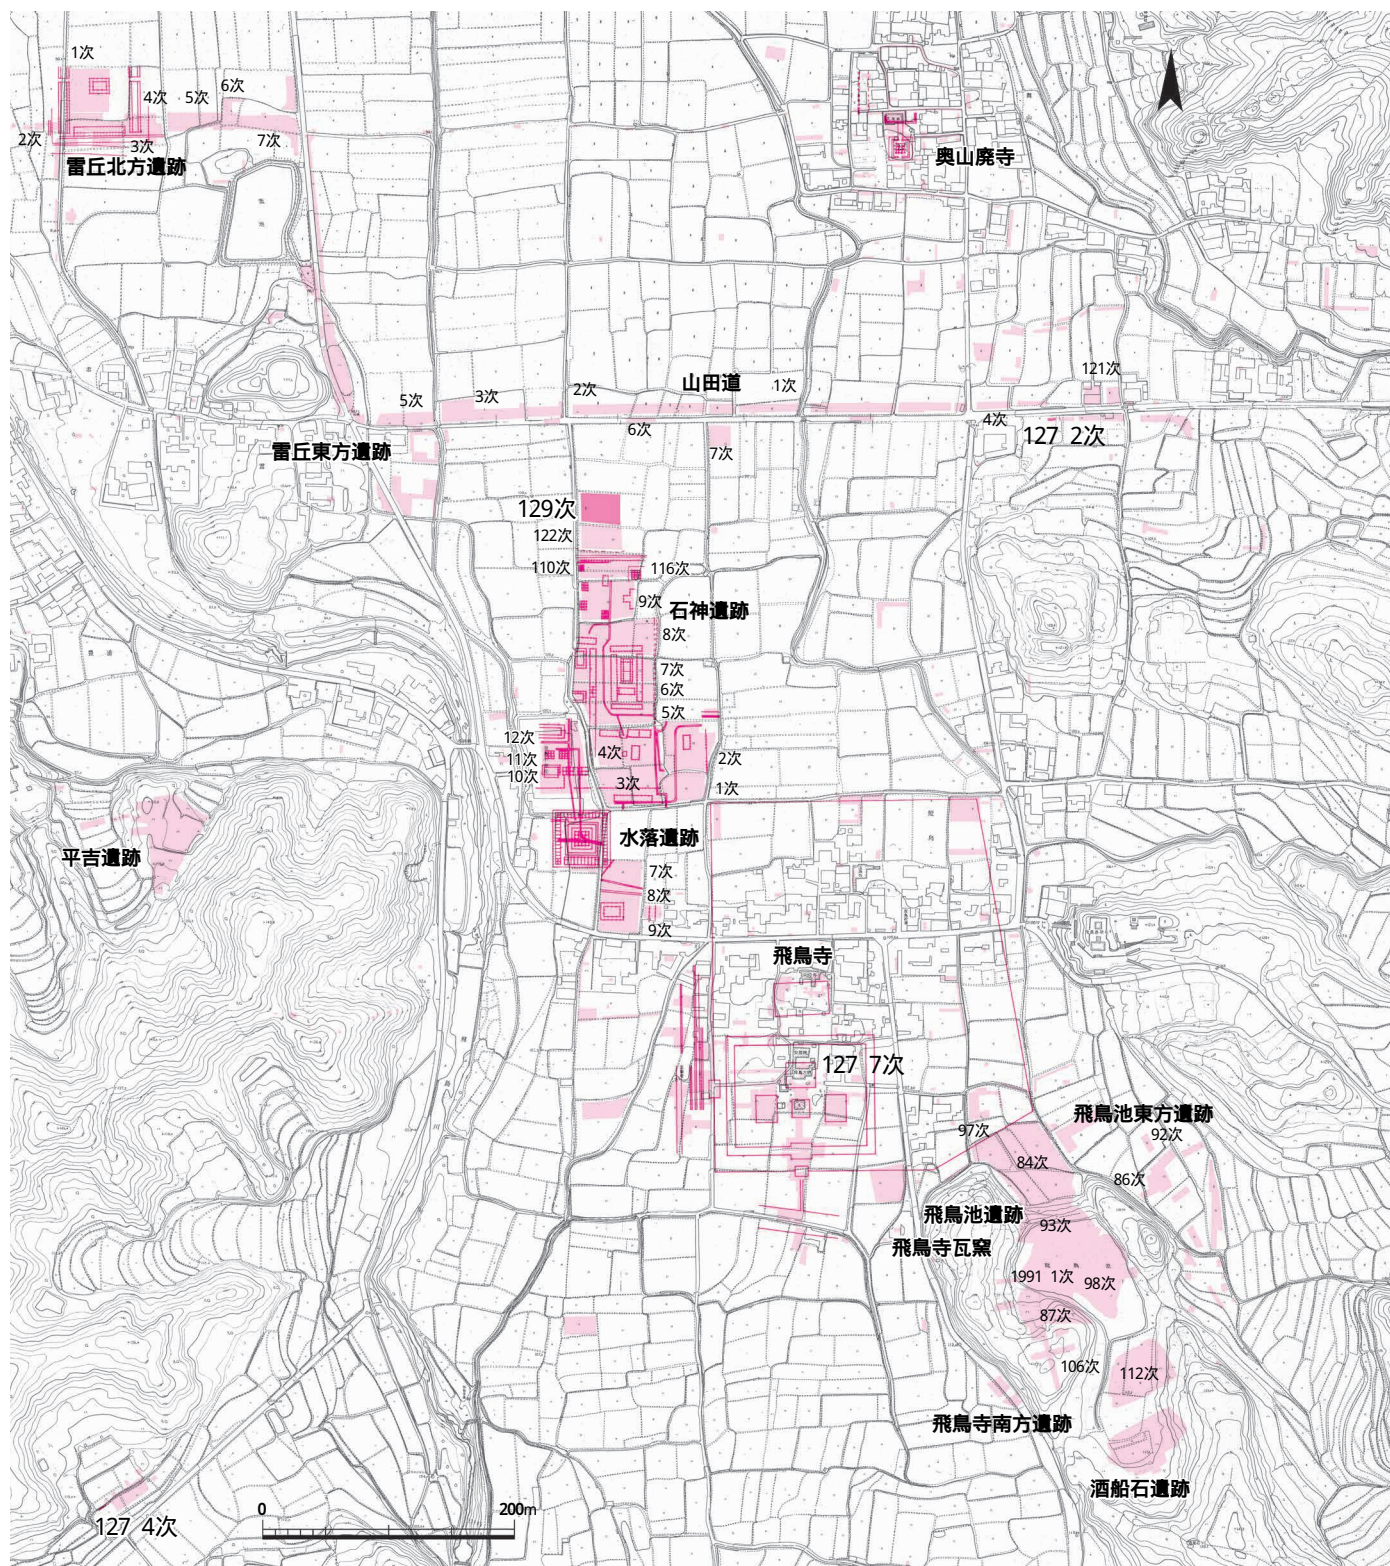 1次
6次
4次
5次
2次
3次
7次
雷丘北方遺跡
奥山廃寺
121次
山田道
1次
2次
3次
5次
4次
6次
127 2次
雷丘東方遺跡
7次
129次
122次
110次
116次
9次
石神遺跡
8次
7次
6次
5次
12次
4次
11次
2次
10次
3次
1次
水落遺跡
平吉遺跡
7次
8次
9次
飛鳥寺
127 7次
飛鳥池東方遺跡
97次
92次
84次
86次
飛鳥池遺跡
93次
飛鳥寺瓦窯
1991 1次
98次
87次
106次
112次
飛鳥寺南方遺跡
酒船石遺跡
0
200m
127 4次